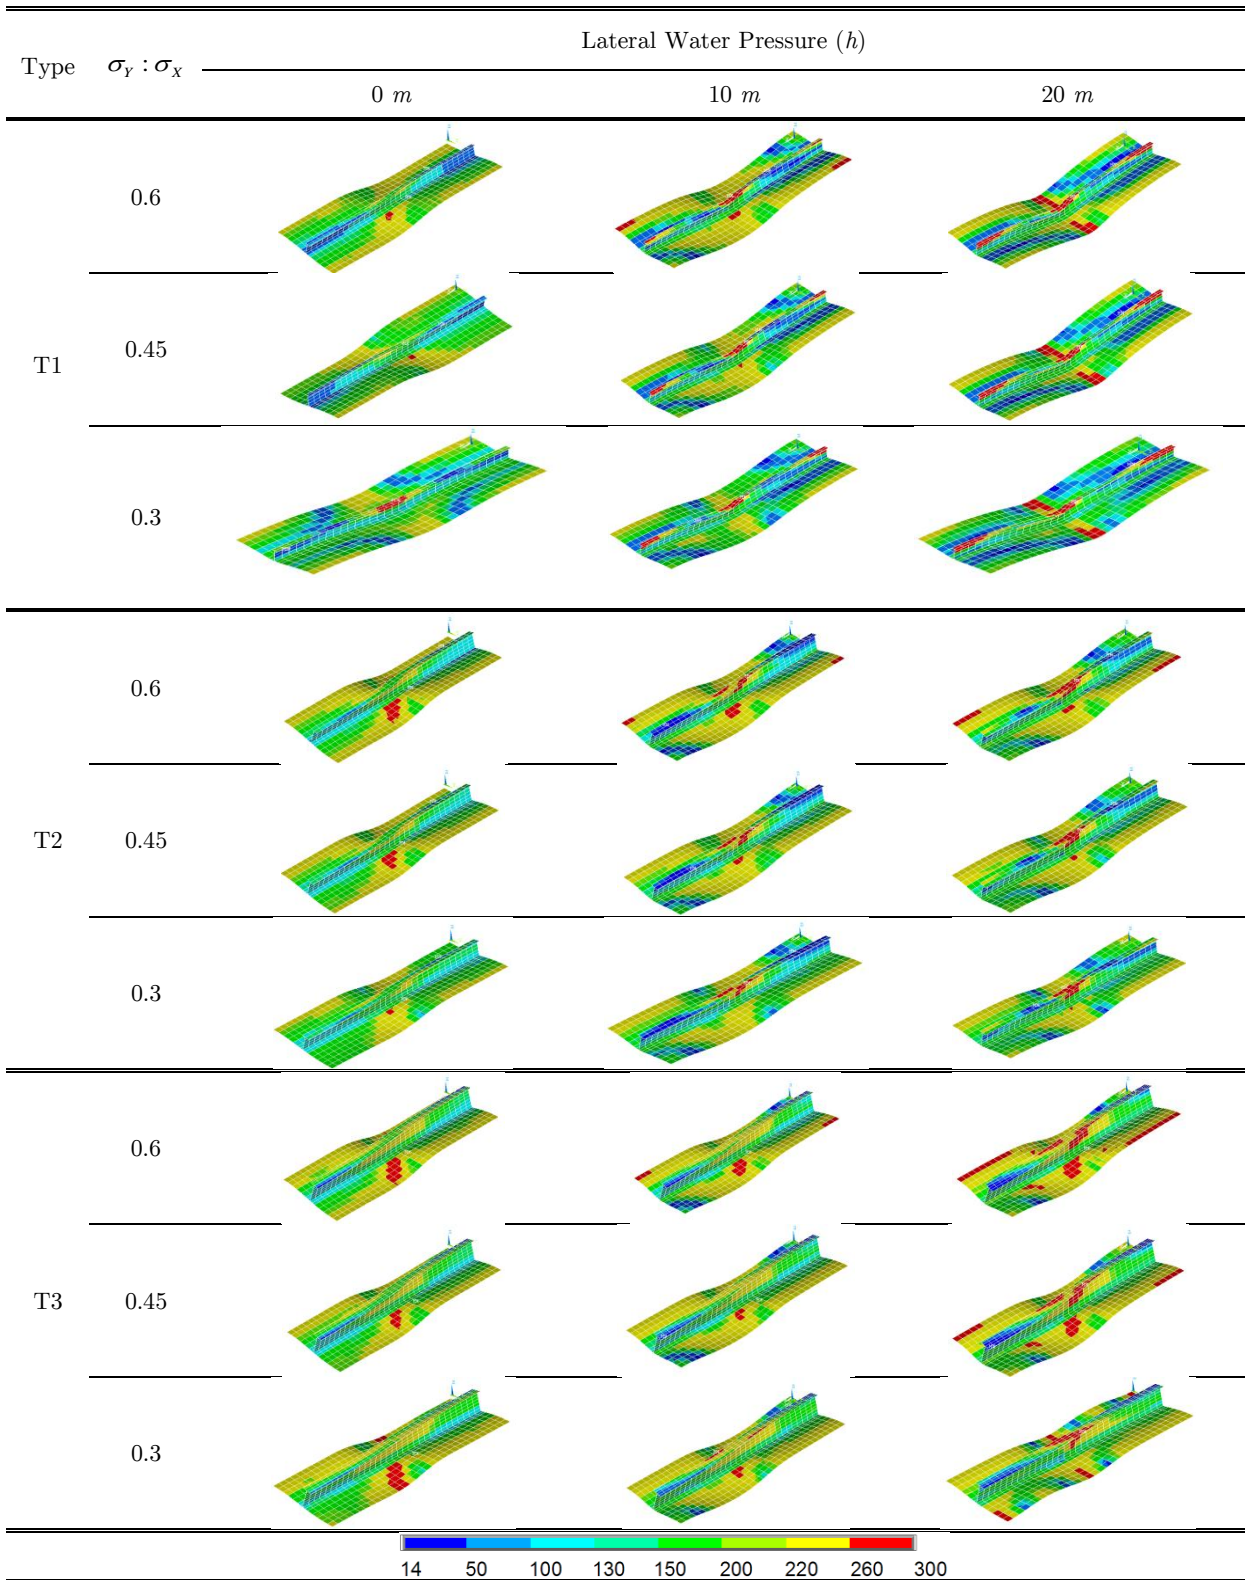 Lateral Water Pressure (h)
Type σY : σX
0 m 10 m 20 m
0.6
T1 0.45
0.3
0.6
T2 0.45
0.3
0.6
T3 0.45
0.3
14 50 100 130 150 200 220 260 300